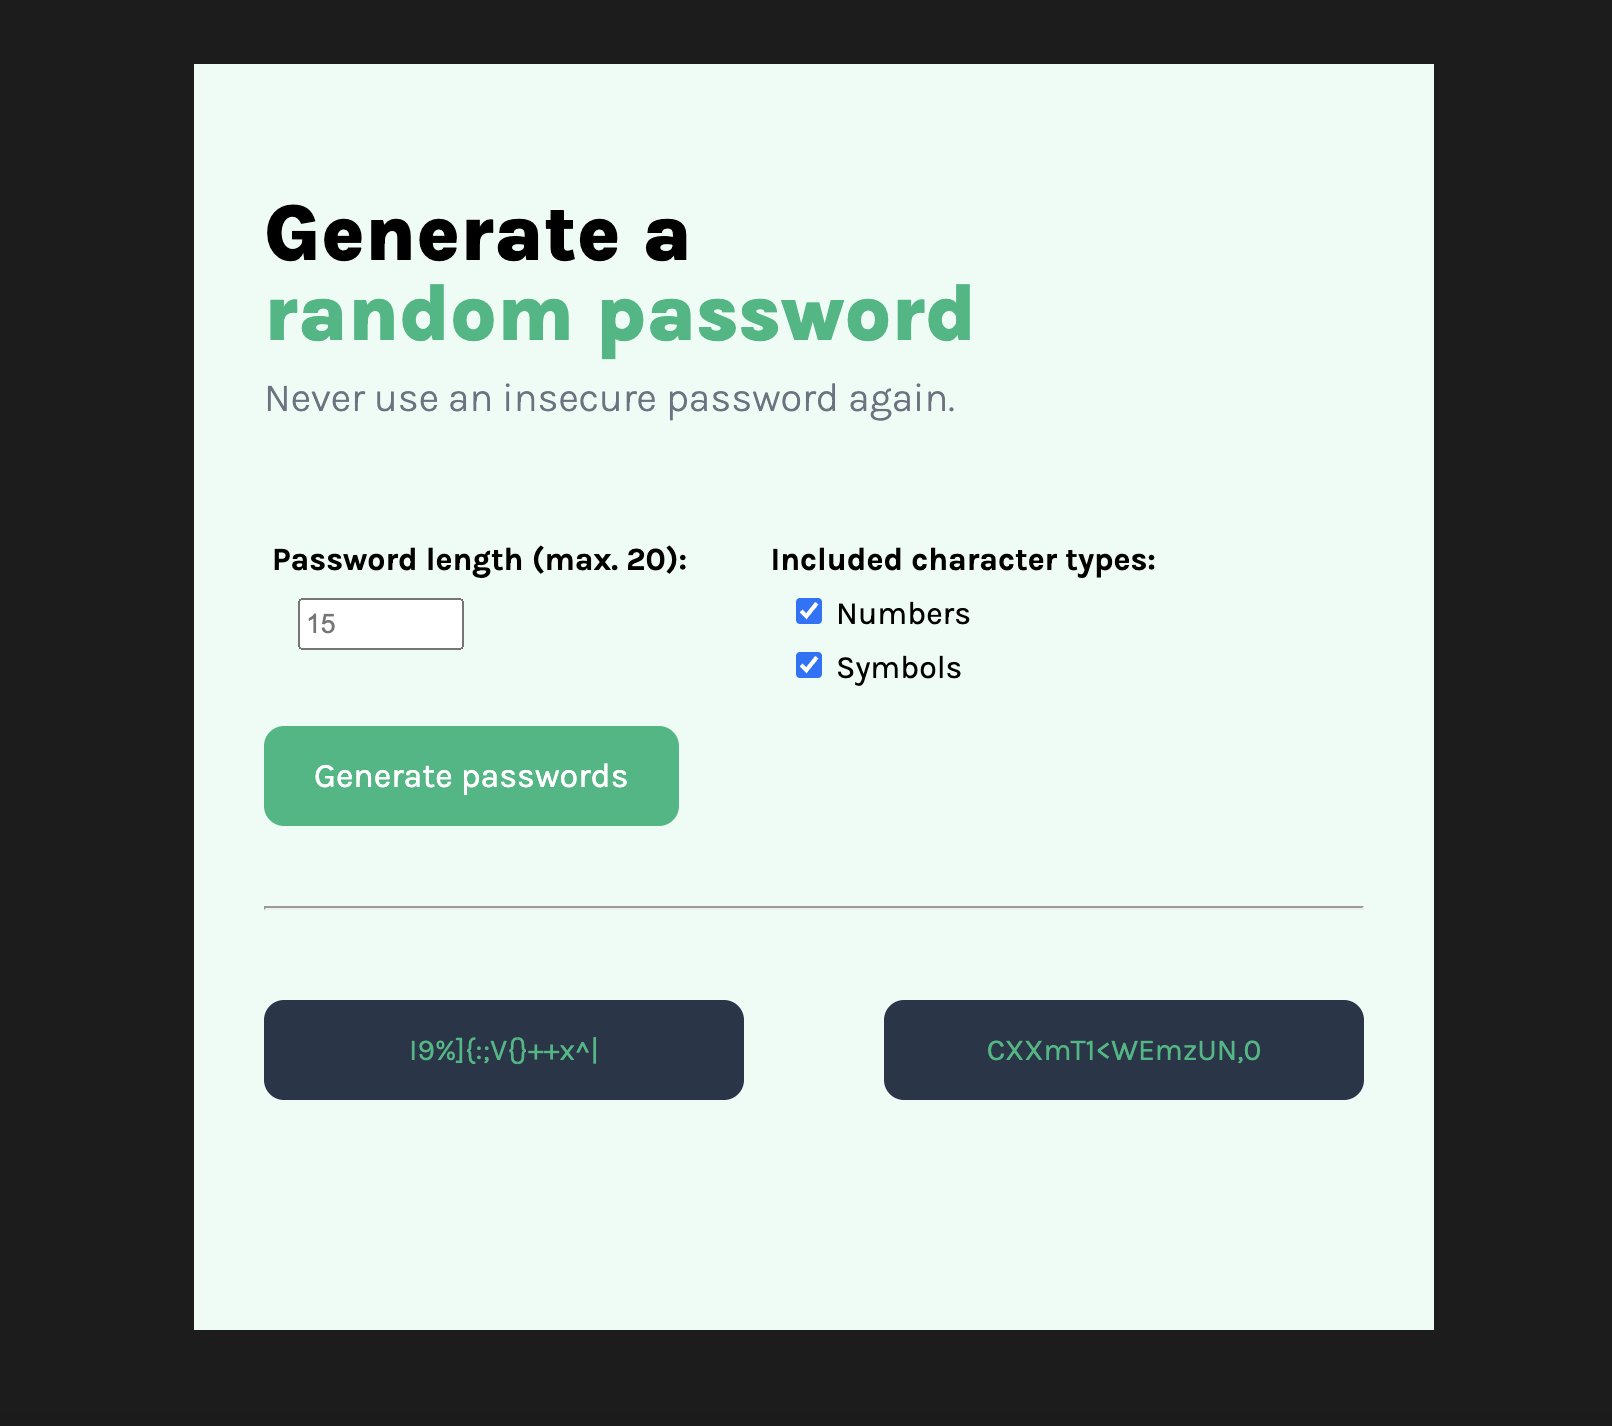 Generate a
random password
Never use an insecure password again.
Password length (max. 20):
15
Included character types:
Numbers
Symbols
Generate passwords
I9%]{:;V{}++x^|
CXXmT1<WEmzUN,0